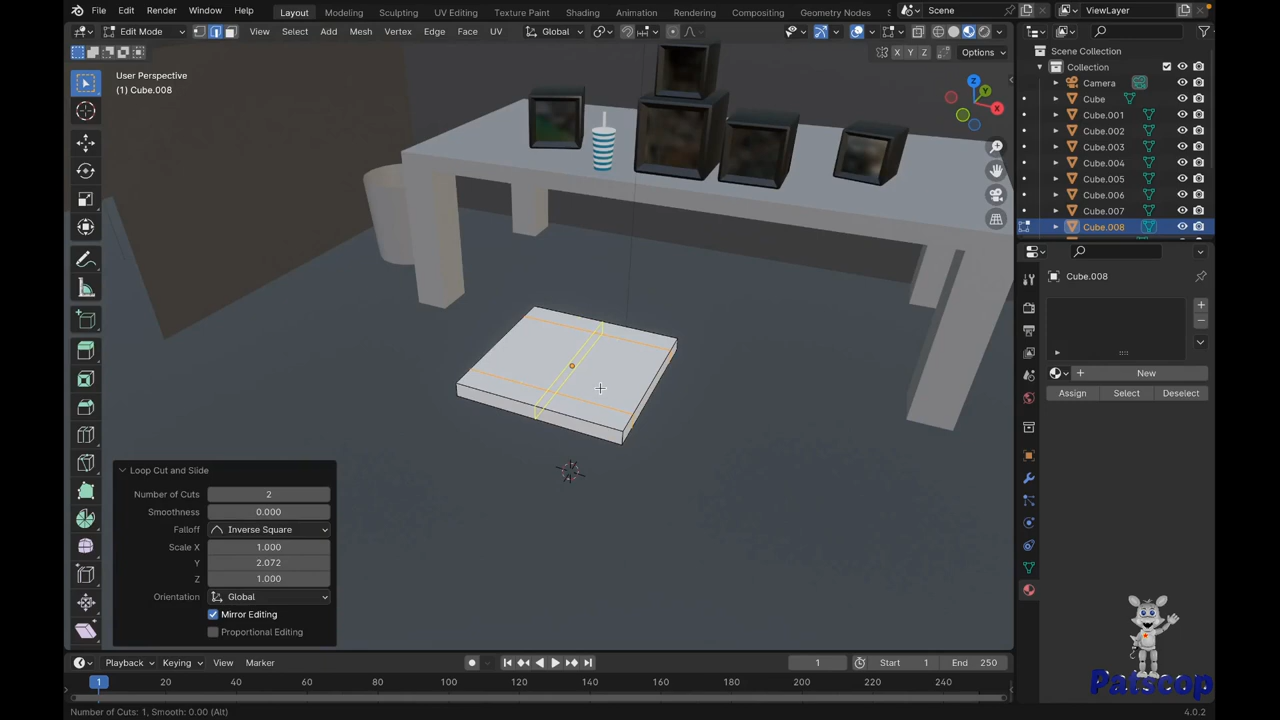 File Edit Render Window Help Layout Modeling Sculpting UV Editing Texture Paint Shading Animation Rendering Compositing Geometry Nodes Scene ViewLayer
Edit Mode View Select Add Mesh Vertex Edge Face UV Global
X Y Z Options
User Perspective
(1) Cube.008
Z
Y
X
Scene Collection
Collection
Camera
Cube
Cube.001
Cube.002
Cube.003
Cube.004
Cube.005
Cube.006
Cube.007
Cube.008
Cube.008
New
Assign Select Deselect
Loop Cut and Slide
Number of Cuts 2
Smoothness 0.000
Falloff Inverse Square
Scale X 1.000
Y 2.072
Z 1.000
Orientation Global
Mirror Editing
Proportional Editing
Patscop
Playback Keying View Marker 1 Start 1 End 250
1 20 40 60 80 100 120 140 160 180 200 220 240
Number of Cuts: 1, Smooth: 0.00 (Alt) 4.0.2